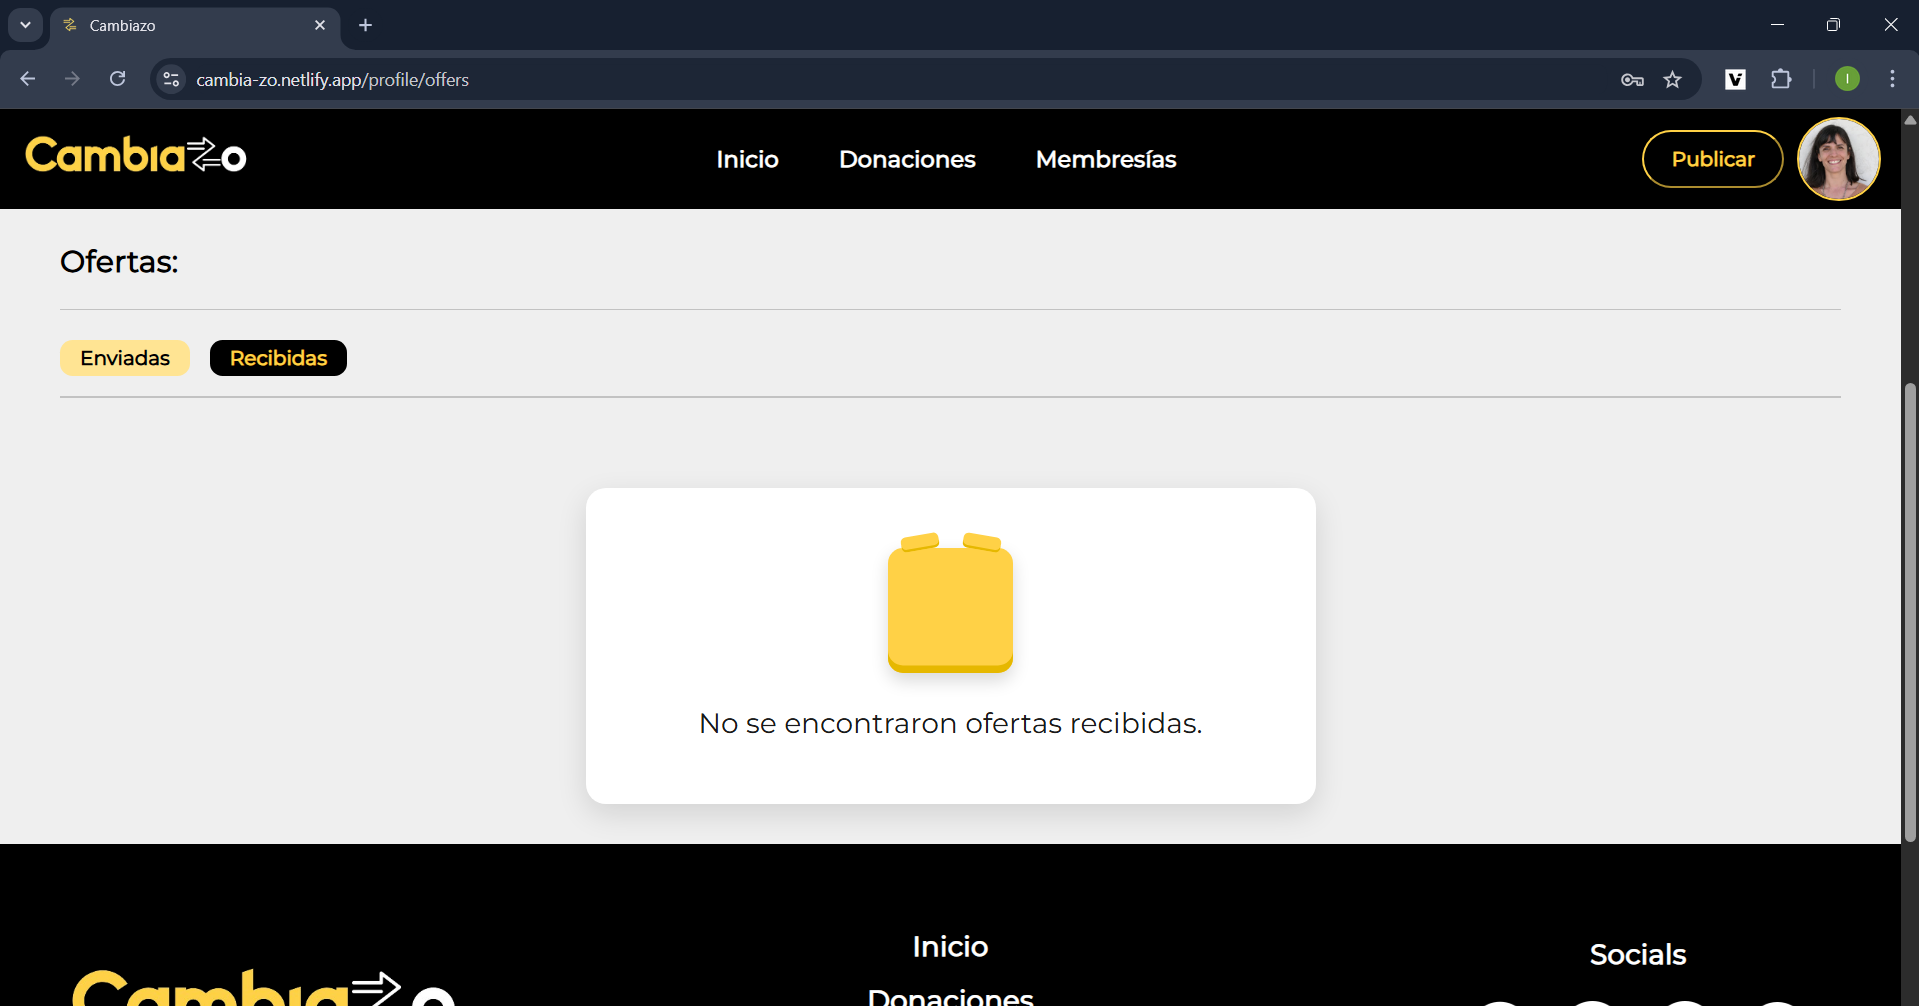 Cambiazo
cambia-zo.netlify.app/profile/offers
Cambiazo
Inicio
Donaciones
Membresías
Publicar
Ofertas:
Enviadas
Recibidas
No se encontraron ofertas recibidas.
Cambiazo
Inicio
Donaciones
Socials